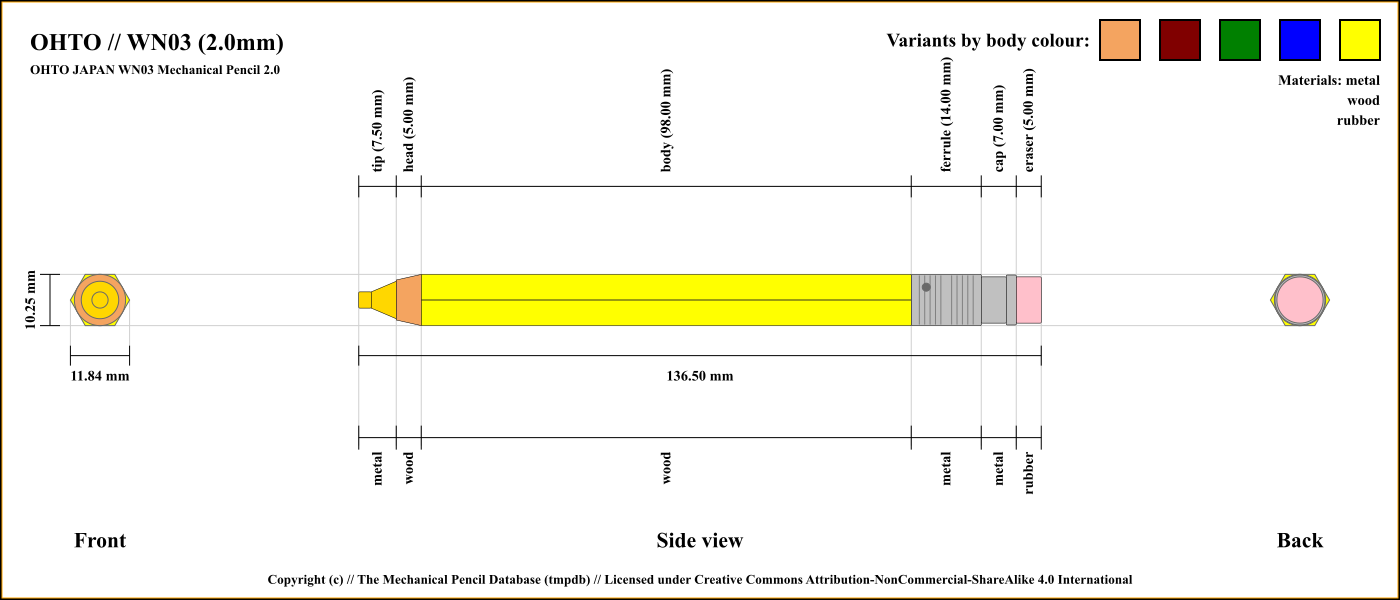 OHTO // WN03 (2.0mm)
OHTO JAPAN WN03 Mechanical Pencil 2.0
Variants by body colour:
Materials: metal
wood
rubber
tip (7.50 mm)
head (5.00 mm)
body (98.00 mm)
ferrule (14.00 mm)
cap (7.00 mm)
eraser (5.00 mm)
10.25 mm
11.84 mm
136.50 mm
metal
wood
wood
metal
metal
rubber
Front
Side view
Back
Copyright (c) // The Mechanical Pencil Database (tmpdb) // Licensed under Creative Commons Attribution-NonCommercial-ShareAlike 4.0 International